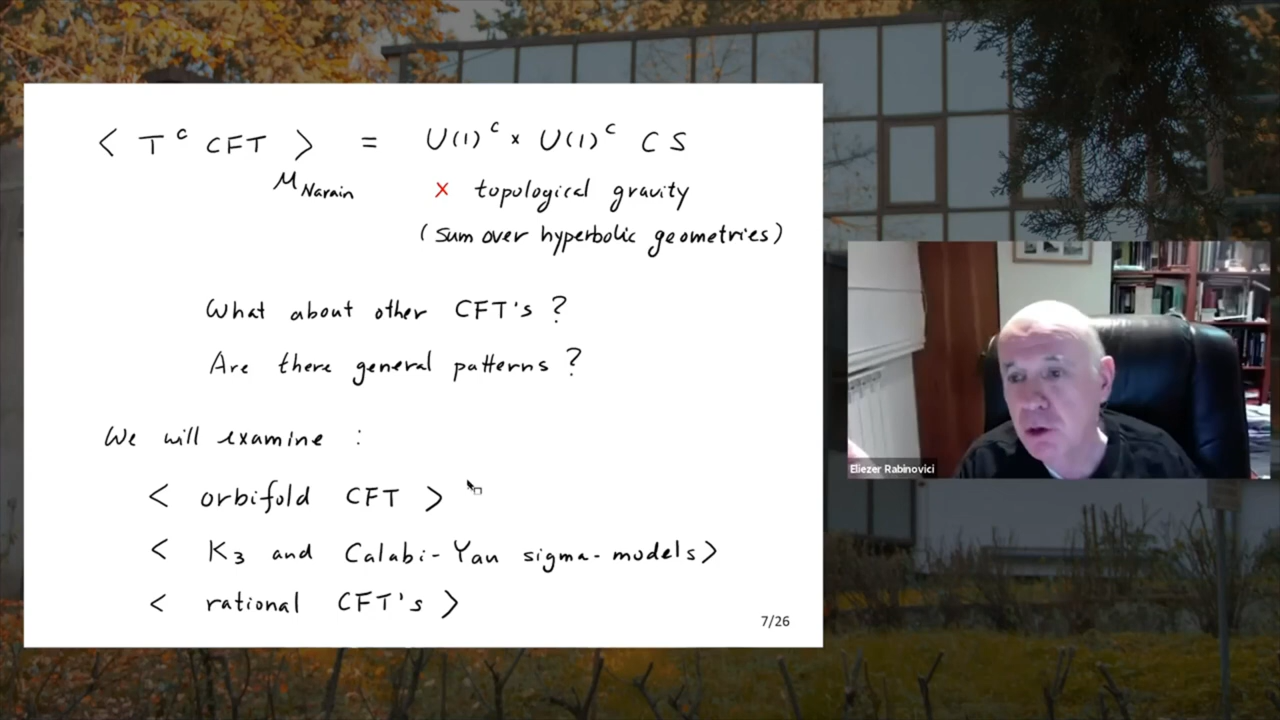 < T^c CFT >_{M_Narain} = U(1)^c × U(1)^c CS
× topological gravity
(sum over hyperbolic geometries)
What about other CFT's ?
Are there general patterns ?
We will examine :
< orbifold CFT >
< K_3 and Calabi-Yau sigma-models >
< rational CFT's >
7/26
Eliezer Rabinovici